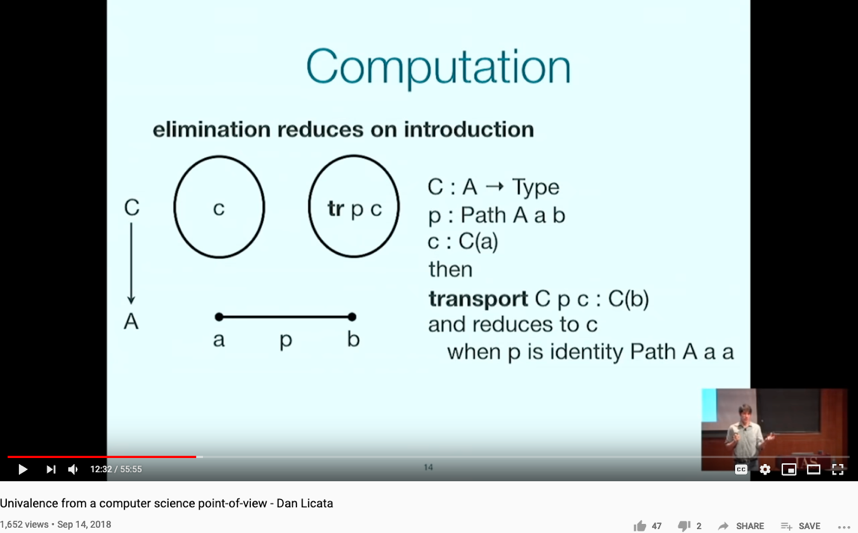 Computation
elimination reduces on introduction
C
A
c
tr p c
a
p
b
C : A → Type
p : Path A a b
c : C(a)
then
transport C p c : C(b)
and reduces to c
when p is identity Path A a a
IAS
14
12:32 / 55:55
CC
Univalence from a computer science point-of-view - Dan Licata
1,652 views • Sep 14, 2018
47
2
SHARE
SAVE